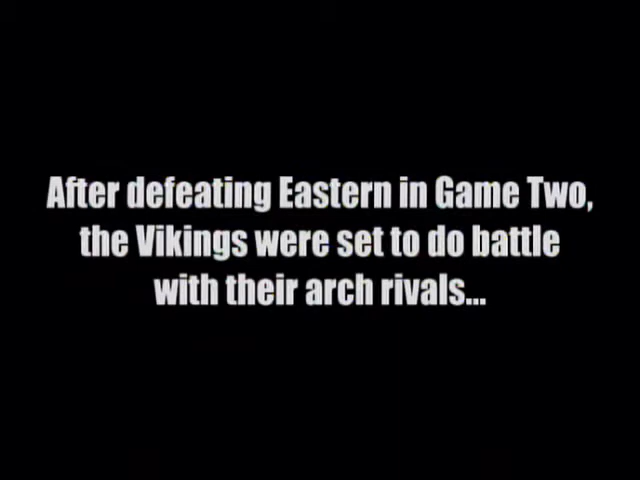 After defeating Eastern in Game Two,
the Vikings were set to do battle
with their arch rivals...